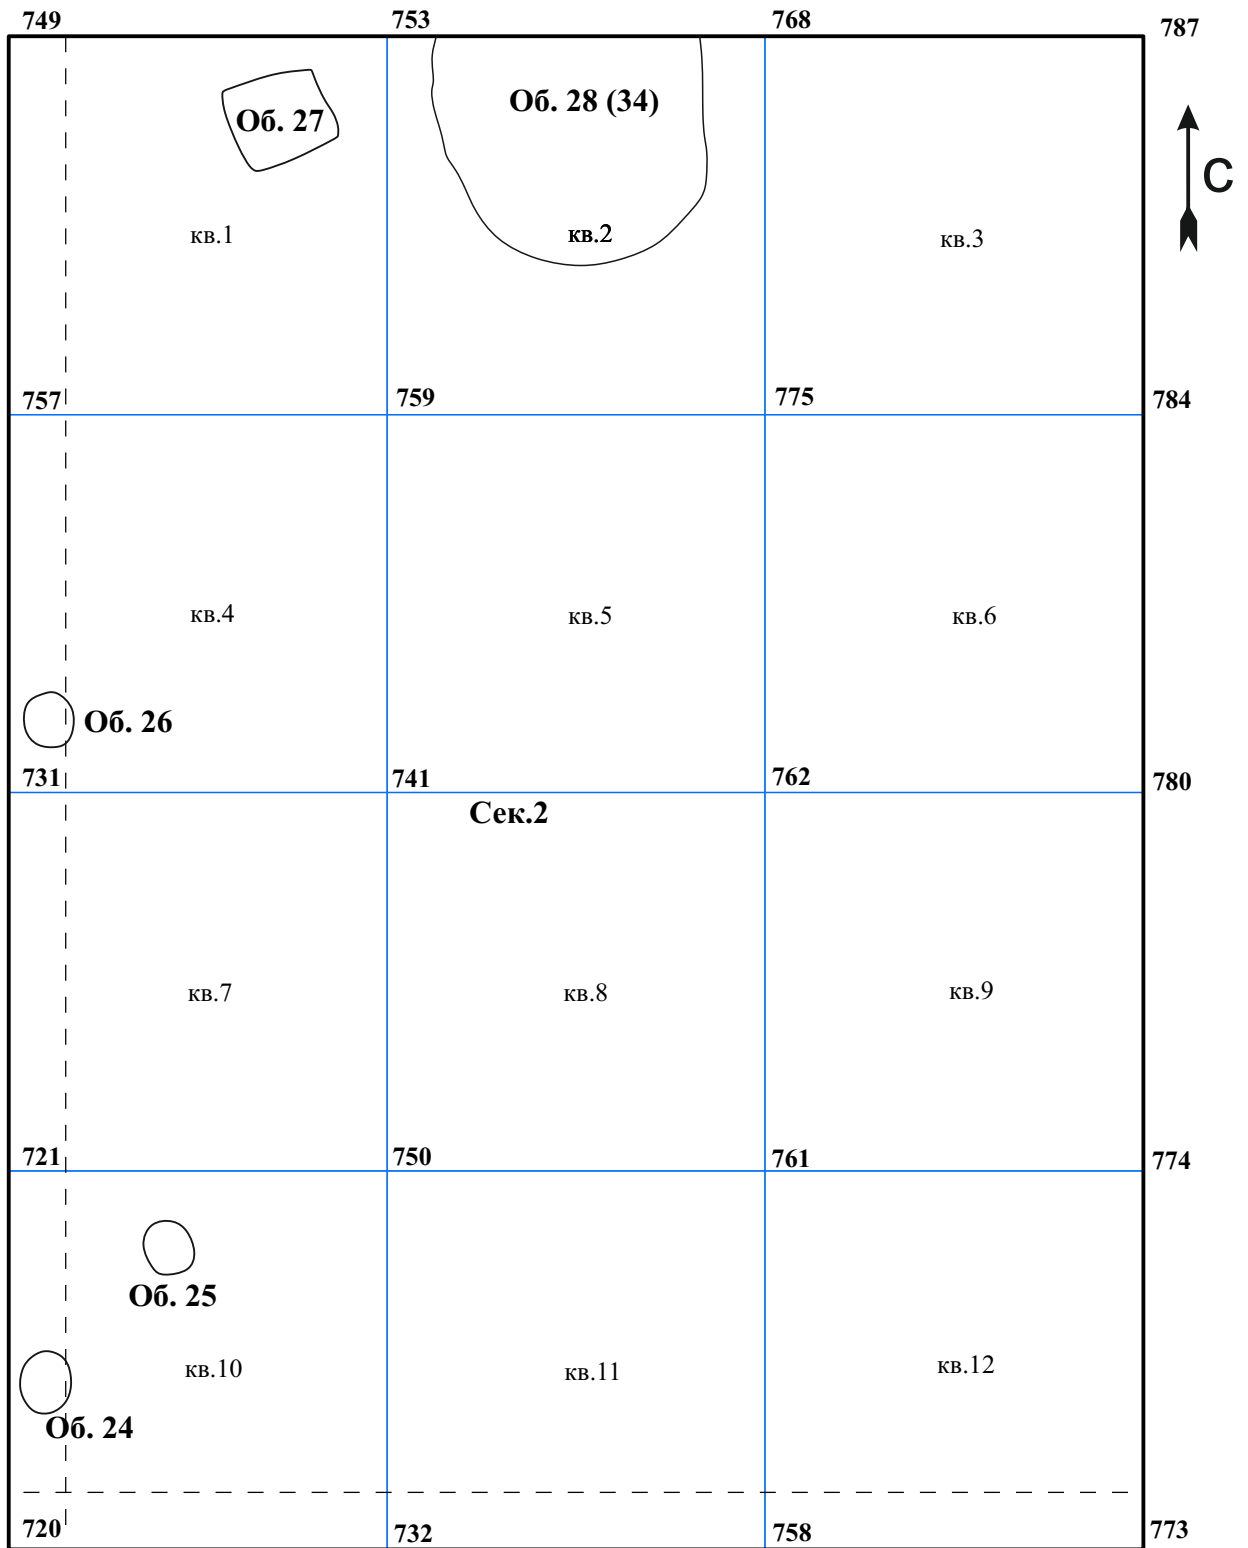 749 753 768 787
Об. 27 Об. 28 (34)
С
кв.1 кв.2 кв.3
757 759 775 784
кв.4 кв.5 кв.6
Об. 26
731 741 762 780
Сек.2
кв.7 кв.8 кв.9
721 750 761 774
Об. 25
кв.10 кв.11 кв.12
Об. 24
720 732 758 773